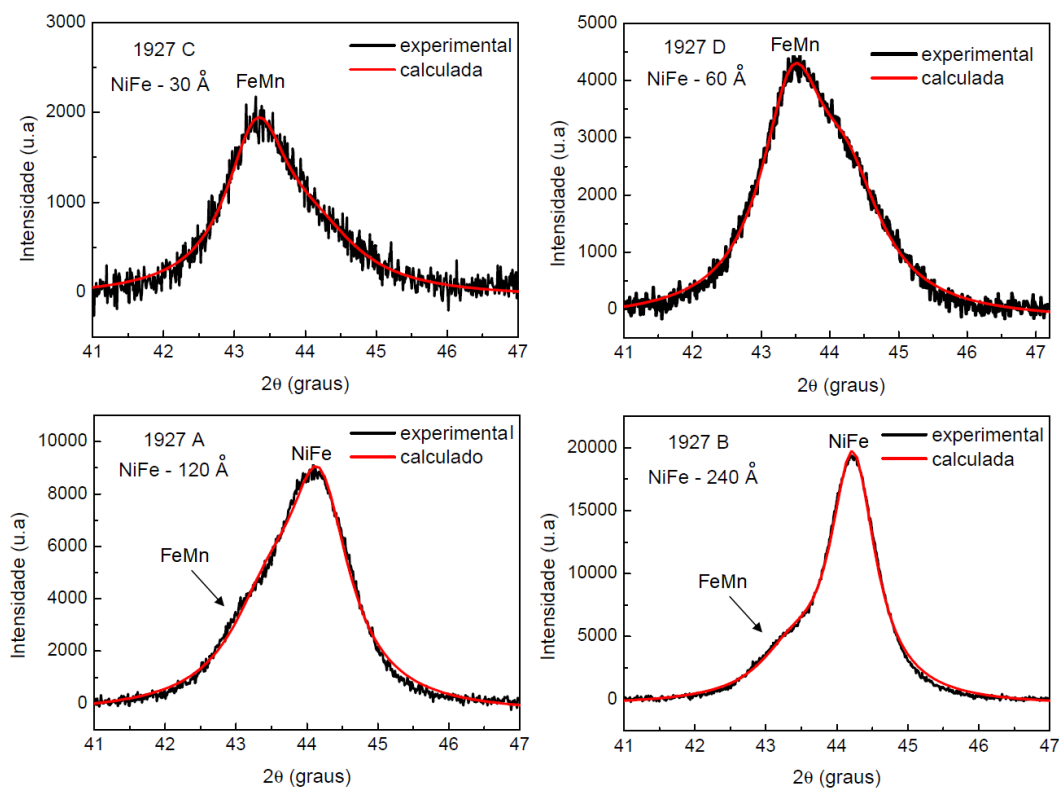 1927 C
NiFe - 30 Å
FeMn
experimental
calculada
Intensidade (u.a)
3000
2000
1000
0
41 42 43 44 45 46 47
2θ (graus)
1927 D
NiFe - 60 Å
FeMn
experimental
calculada
Intensidade (u.a)
5000
4000
3000
2000
1000
0
41 42 43 44 45 46 47
2θ (graus)
1927 A
NiFe - 120 Å
NiFe
FeMn
experimental
calculado
Intensidade (u.a)
10000
8000
6000
4000
2000
0
41 42 43 44 45 46 47
2θ (graus)
1927 B
NiFe - 240 Å
NiFe
FeMn
experimental
calculada
Intensidade (u.a)
20000
15000
10000
5000
0
41 42 43 44 45 46 47
2θ (graus)